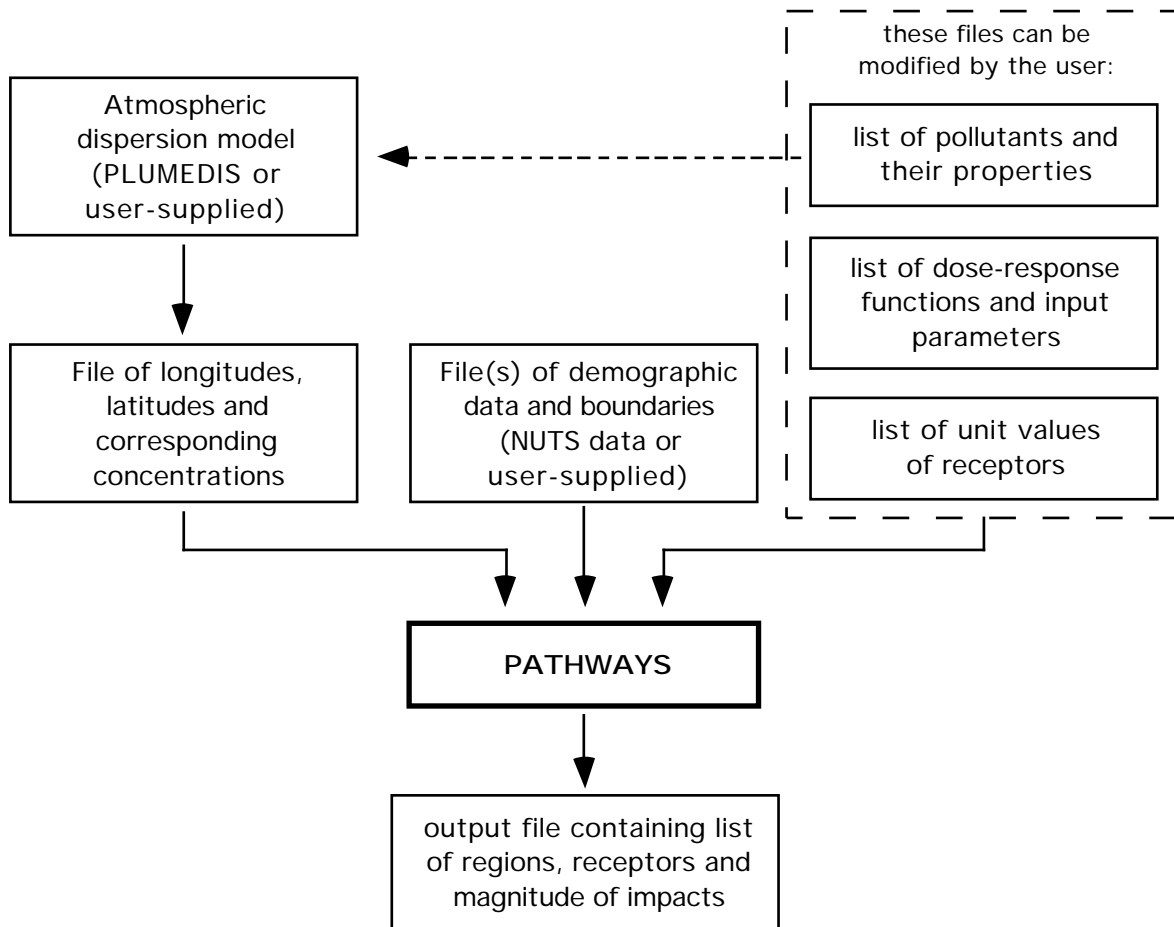 these files can be
modified by the user:
Atmospheric
dispersion model
(PLUMEDIS or
user-supplied)
list of pollutants and
their properties
list of dose-response
functions and input
parameters
File of longitudes,
latitudes and
corresponding
concentrations
File(s) of demographic
data and boundaries
(NUTS data or
user-supplied)
list of unit values
of receptors
PATHWAYS
output file containing list
of regions, receptors and
magnitude of impacts